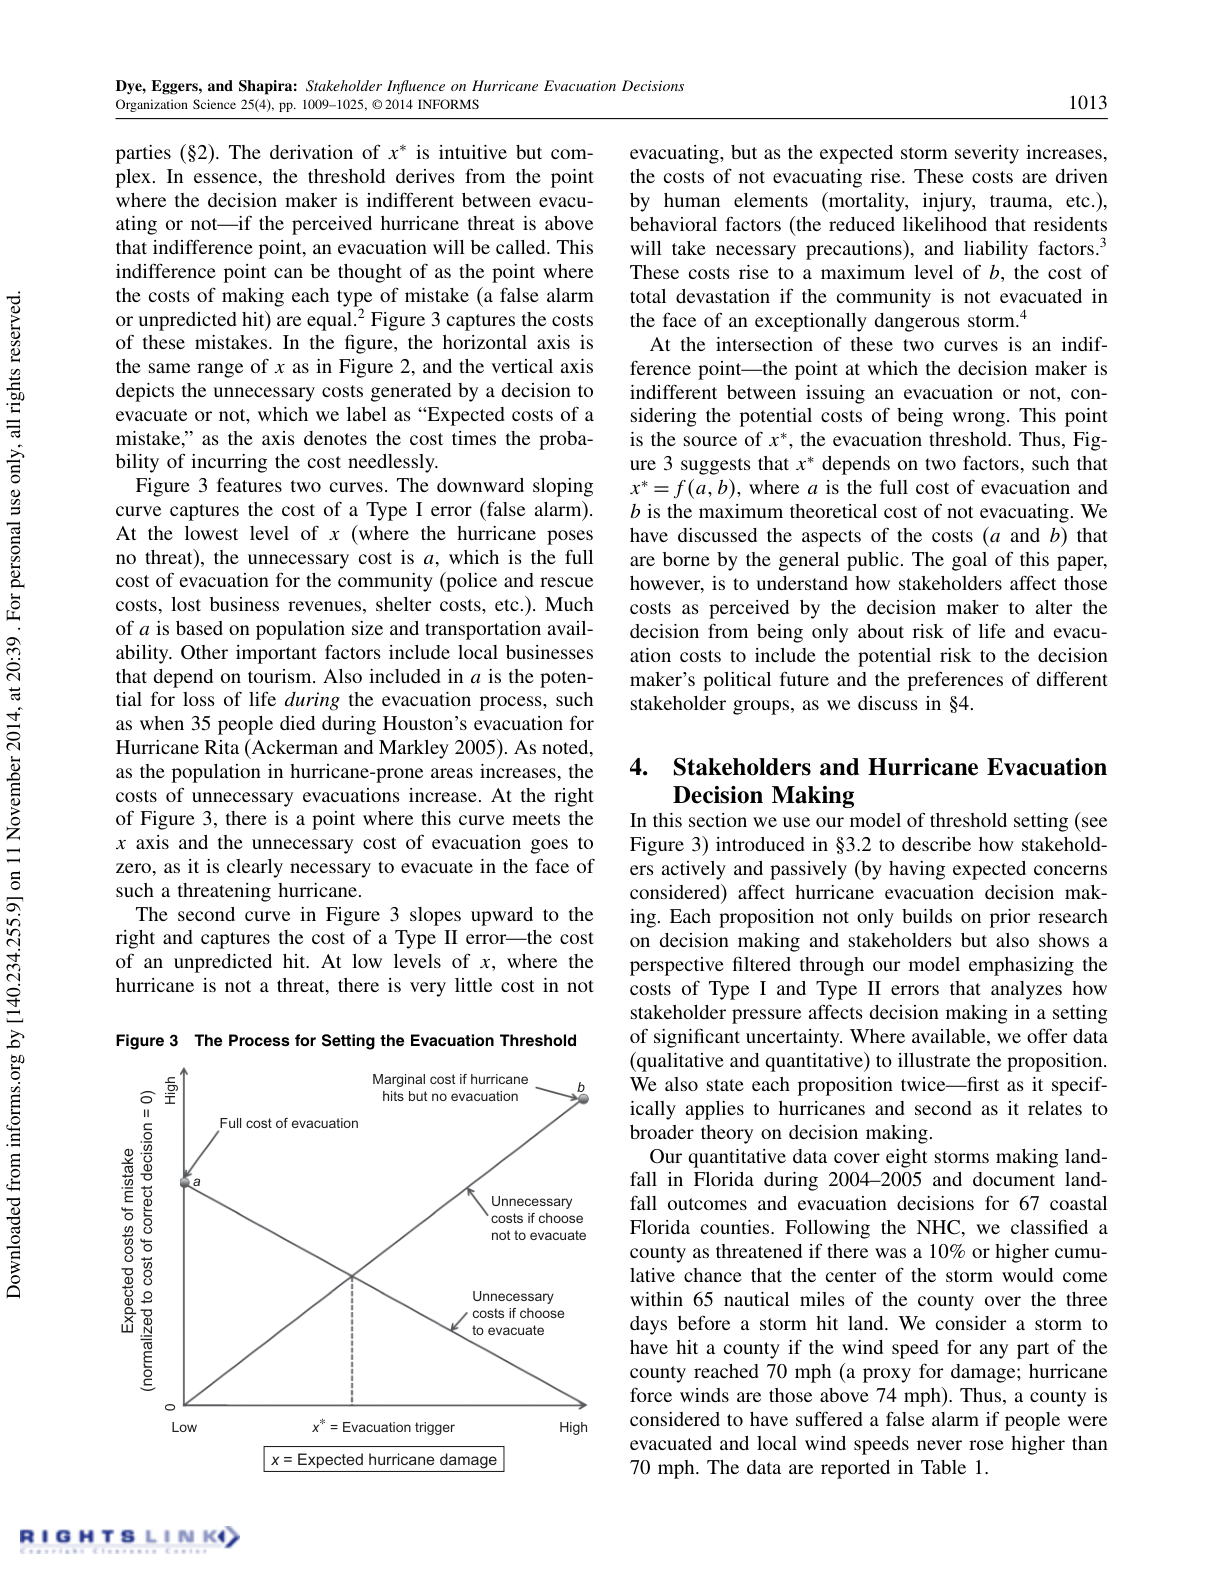 Dye, Eggers, and Shapira: Stakeholder Influence on Hurricane Evacuation Decisions
Organization Science 25(4), pp. 1009–1025, © 2014 INFORMS
1013
parties (§2). The derivation of x* is intuitive but com-
plex. In essence, the threshold derives from the point
where the decision maker is indifferent between evacu-
ating or not—if the perceived hurricane threat is above
that indifference point, an evacuation will be called. This
indifference point can be thought of as the point where
the costs of making each type of mistake (a false alarm
or unpredicted hit) are equal.2 Figure 3 captures the costs
of these mistakes. In the figure, the horizontal axis is
the same range of x as in Figure 2, and the vertical axis
depicts the unnecessary costs generated by a decision to
evacuate or not, which we label as “Expected costs of a
mistake,” as the axis denotes the cost times the proba-
bility of incurring the cost needlessly.
Figure 3 features two curves. The downward sloping
curve captures the cost of a Type I error (false alarm).
At the lowest level of x (where the hurricane poses
no threat), the unnecessary cost is a, which is the full
cost of evacuation for the community (police and rescue
costs, lost business revenues, shelter costs, etc.). Much
of a is based on population size and transportation avail-
ability. Other important factors include local businesses
that depend on tourism. Also included in a is the poten-
tial for loss of life during the evacuation process, such
as when 35 people died during Houston’s evacuation for
Hurricane Rita (Ackerman and Markley 2005). As noted,
as the population in hurricane-prone areas increases, the
costs of unnecessary evacuations increase. At the right
of Figure 3, there is a point where this curve meets the
x axis and the unnecessary cost of evacuation goes to
zero, as it is clearly necessary to evacuate in the face of
such a threatening hurricane.
The second curve in Figure 3 slopes upward to the
right and captures the cost of a Type II error—the cost
of an unpredicted hit. At low levels of x, where the
hurricane is not a threat, there is very little cost in not
Figure 3 The Process for Setting the Evacuation Threshold
Expected costs of mistake
(normalized to cost of correct decision = 0)
High
0
Marginal cost if hurricane
hits but no evacuation
b
Full cost of evacuation
a
Unnecessary
costs if choose
not to evacuate
Unnecessary
costs if choose
to evacuate
Low
x* = Evacuation trigger
High
x = Expected hurricane damage
evacuating, but as the expected storm severity increases,
the costs of not evacuating rise. These costs are driven
by human elements (mortality, injury, trauma, etc.),
behavioral factors (the reduced likelihood that residents
will take necessary precautions), and liability factors.3
These costs rise to a maximum level of b, the cost of
total devastation if the community is not evacuated in
the face of an exceptionally dangerous storm.4
At the intersection of these two curves is an indif-
ference point—the point at which the decision maker is
indifferent between issuing an evacuation or not, con-
sidering the potential costs of being wrong. This point
is the source of x*, the evacuation threshold. Thus, Fig-
ure 3 suggests that x* depends on two factors, such that
x* = f(a, b), where a is the full cost of evacuation and
b is the maximum theoretical cost of not evacuating. We
have discussed the aspects of the costs (a and b) that
are borne by the general public. The goal of this paper,
however, is to understand how stakeholders affect those
costs as perceived by the decision maker to alter the
decision from being only about risk of life and evacu-
ation costs to include the potential risk to the decision
maker’s political future and the preferences of different
stakeholder groups, as we discuss in §4.
4. Stakeholders and Hurricane Evacuation
Decision Making
In this section we use our model of threshold setting (see
Figure 3) introduced in §3.2 to describe how stakehold-
ers actively and passively (by having expected concerns
considered) affect hurricane evacuation decision mak-
ing. Each proposition not only builds on prior research
on decision making and stakeholders but also shows a
perspective filtered through our model emphasizing the
costs of Type I and Type II errors that analyzes how
stakeholder pressure affects decision making in a setting
of significant uncertainty. Where available, we offer data
(qualitative and quantitative) to illustrate the proposition.
We also state each proposition twice—first as it specif-
ically applies to hurricanes and second as it relates to
broader theory on decision making.
Our quantitative data cover eight storms making land-
fall in Florida during 2004–2005 and document land-
fall outcomes and evacuation decisions for 67 coastal
Florida counties. Following the NHC, we classified a
county as threatened if there was a 10% or higher cumu-
lative chance that the center of the storm would come
within 65 nautical miles of the county over the three
days before a storm hit land. We consider a storm to
have hit a county if the wind speed for any part of the
county reached 70 mph (a proxy for damage; hurricane
force winds are those above 74 mph). Thus, a county is
considered to have suffered a false alarm if people were
evacuated and local wind speeds never rose higher than
70 mph. The data are reported in Table 1.
Downloaded from informs.org by [140.234.255.9] on 11 November 2014, at 20:39 . For personal use only, all rights reserved.
RIGHTSLINK
Copyright Clearance Center